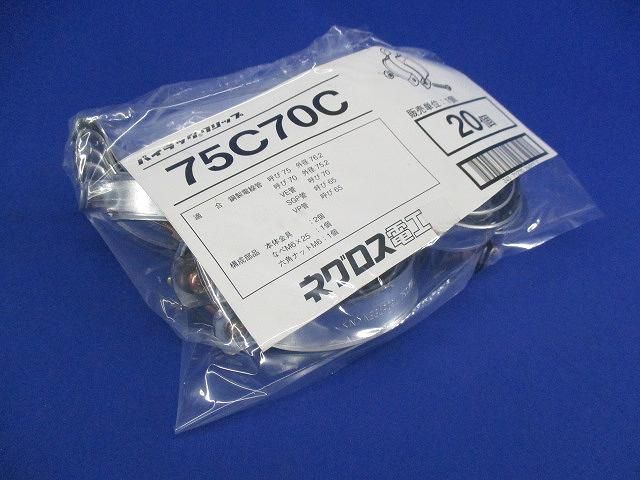 パイラック®クリップ
75C70C
適 合 鋼製電線管 呼び75 外径76.2
呼び70 外径75.2
VE管 呼び70
SGP管 呼び65
VP管 呼び65
構成部品 本体金具 :2個
なべM6×25 :1個
六角ナットM6:1個
ネグロス電工
販売単位:1個
20個